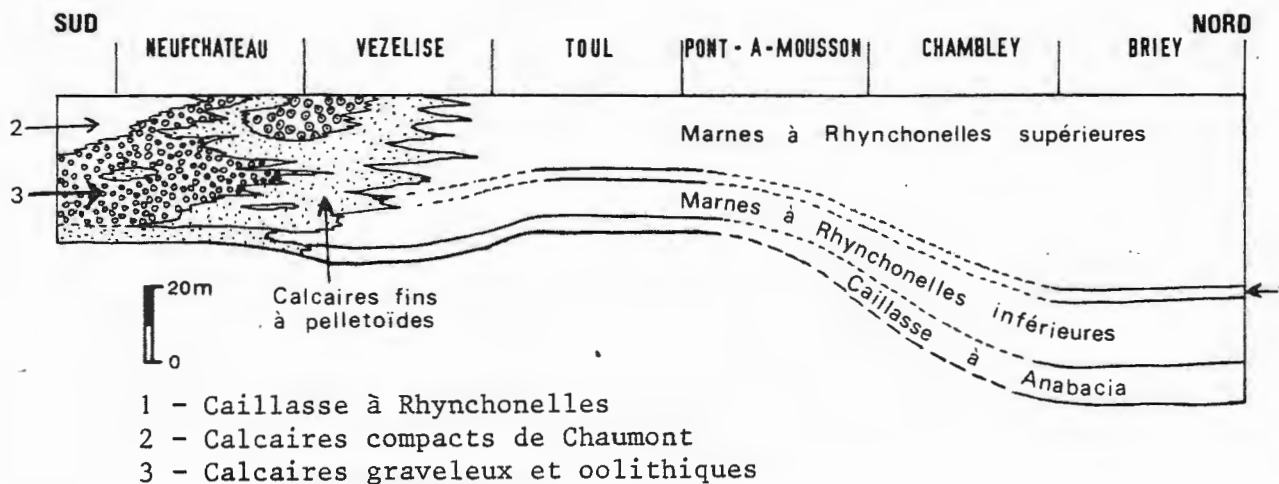 SUD
NORD
NEUFCHATEAU
VEZELISE
TOUL
PONT-A-MOUSSON
CHAMBLEY
BRIEY
2
3
Marnes à Rhynchonelles supérieures
Marnes à Rhynchonelles inférieures
Caillasse à Anabacia
Calcaires fins
à pelletoïdes
20m
0
1 - Caillasse à Rhynchonelles
2 - Calcaires compacts de Chaumont
3 - Calcaires graveleux et oolithiques